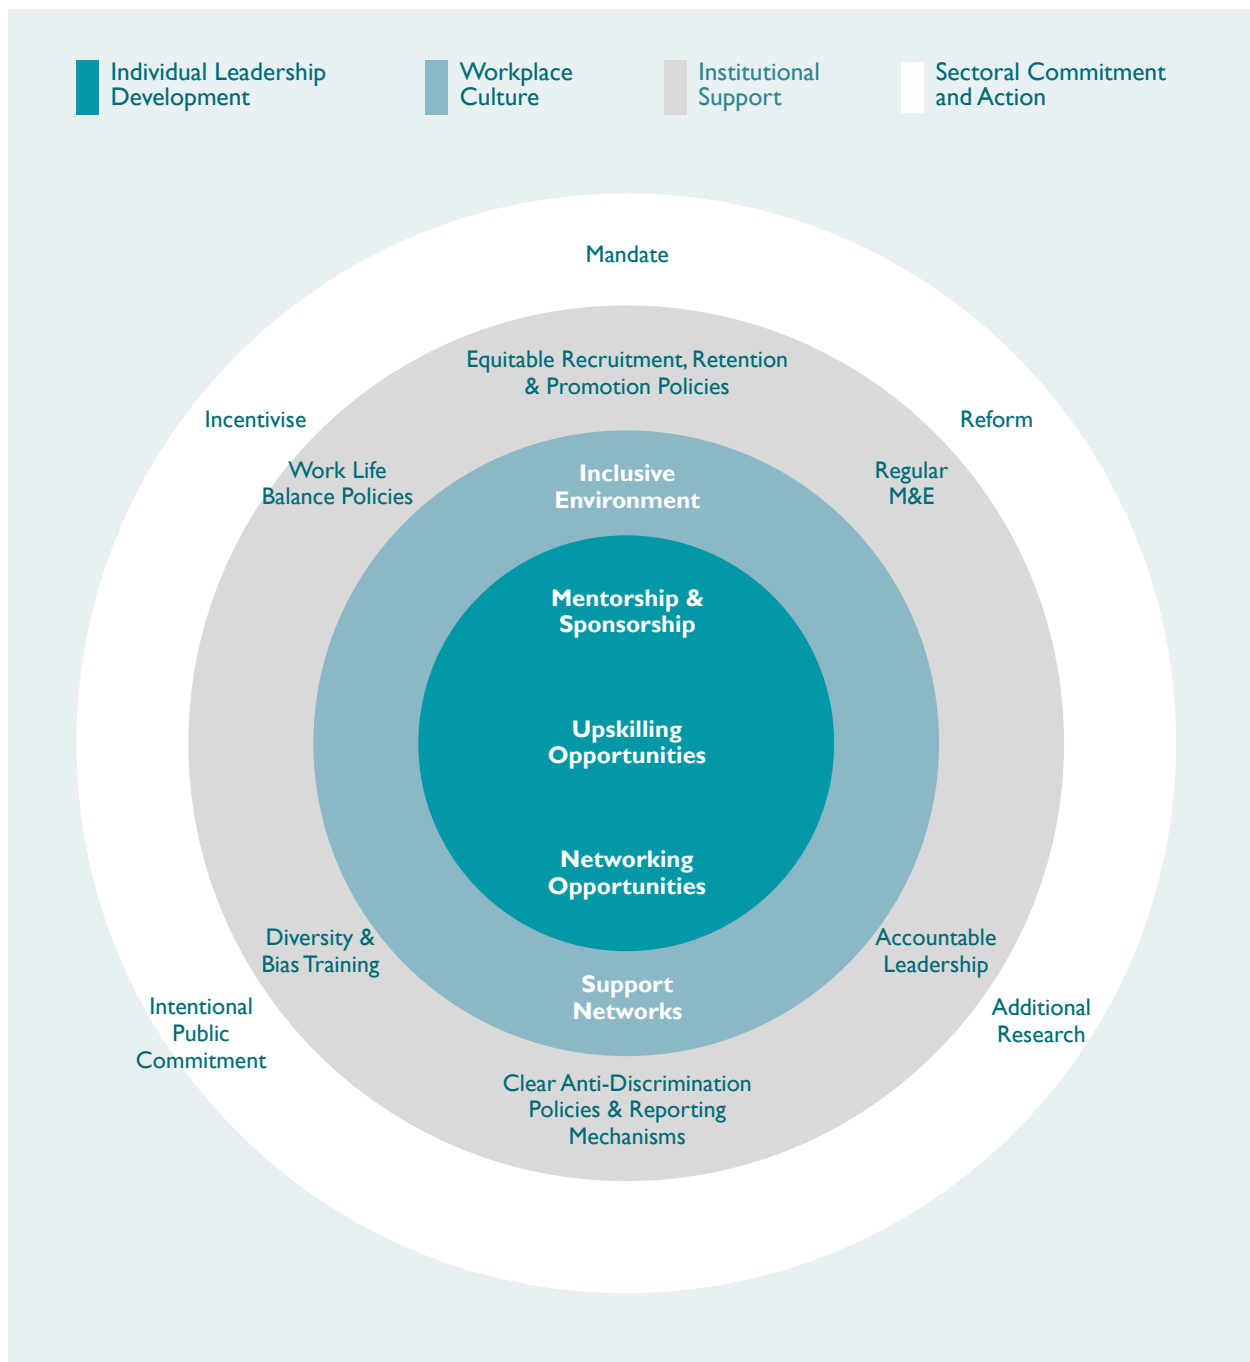 Individual Leadership
Development
Workplace
Culture
Institutional
Support
Sectoral Commitment
and Action
Mandate
Equitable Recruitment, Retention
& Promotion Policies
Incentivise
Reform
Work Life
Balance Policies
Regular
M&E
Inclusive
Environment
Mentorship &
Sponsorship
Upskilling
Opportunities
Networking
Opportunities
Diversity &
Bias Training
Accountable
Leadership
Support
Networks
Intentional
Public
Commitment
Additional
Research
Clear Anti-Discrimination
Policies & Reporting
Mechanisms